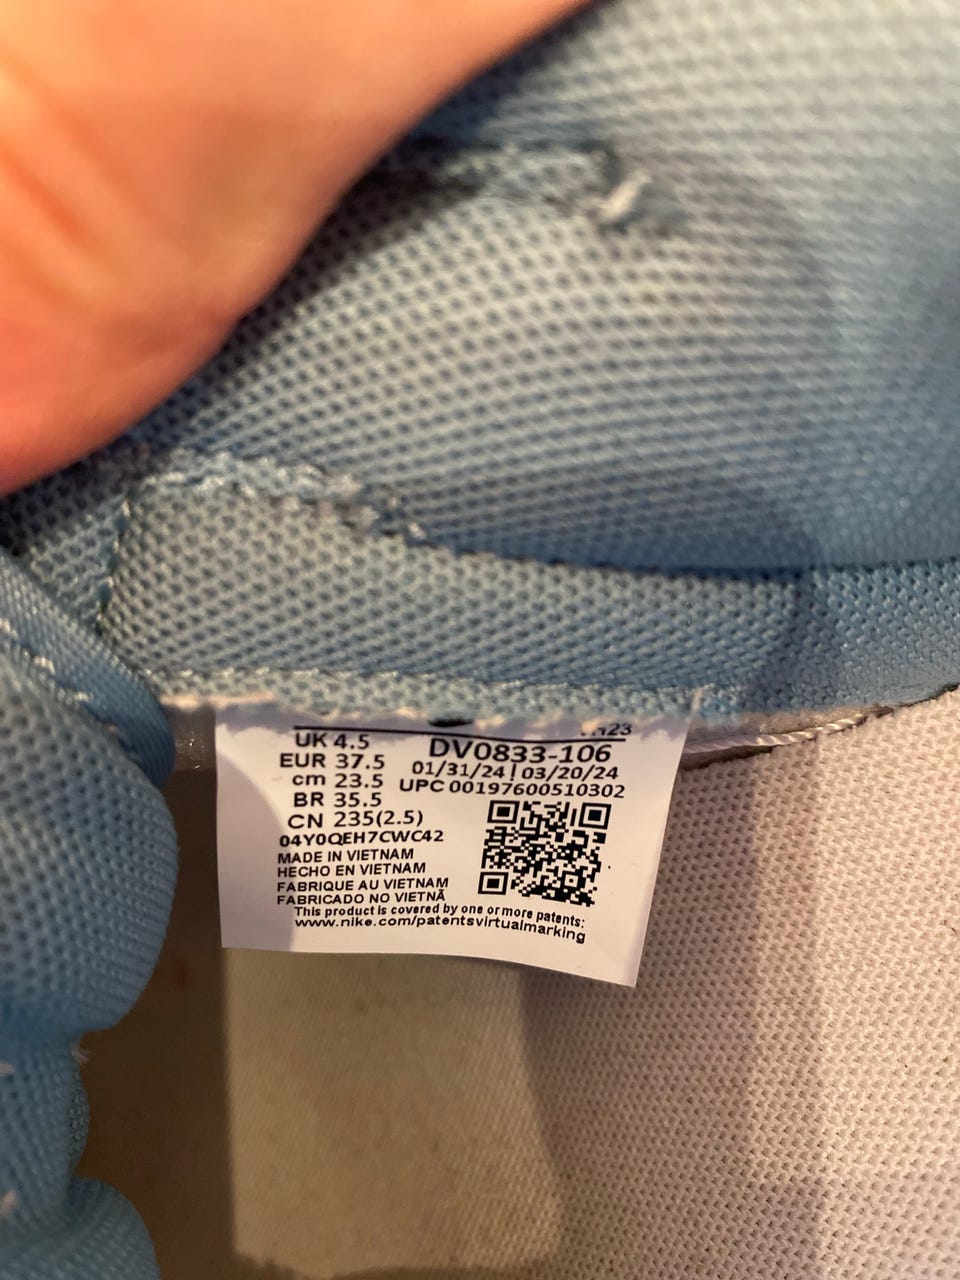 UK 4.5
EUR 37.5
cm 23.5
BR 35.5
CN 235(2.5)
DV0833-106
01/31/24 | 03/20/24
UPC 00197600510302
04Y0QEH7CWC42
MADE IN VIETNAM
HECHO EN VIETNAM
FABRIQUE AU VIETNAM
FABRICADO NO VIETNÃ
This product is covered by one or more patents:
www.nike.com/patentsvirtualmarking